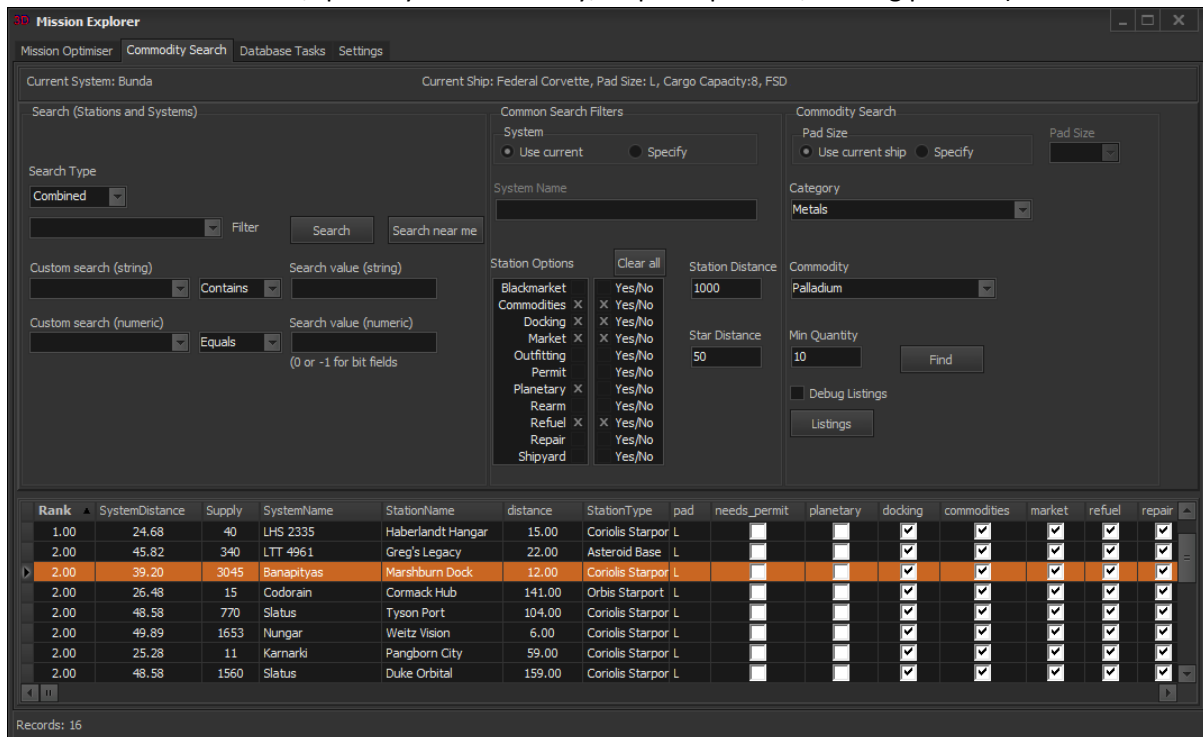 3D Mission Explorer
Mission Optimiser Commodity Search Database Tasks Settings
Current System: Bunda Current Ship: Federal Corvette, Pad Size: L, Cargo Capacity:8, FSD
Search (Stations and Systems) Common Search Filters Commodity Search
System Pad Size Pad Size
Use current Specify Use current ship Specify
Search Type
System Name Category
Combined Metals
Filter Search Search near me
Station Options Clear all Station Distance Commodity
Custom search (string) Search value (string)
Contains
Blackmarket Yes/No 1000 Palladium
Commodities X X Yes/No
Docking X X Yes/No
Custom search (numeric) Search value (numeric)
Market X X Yes/No Star Distance Min Quantity
Equals
Outfitting Yes/No 50 10 Find
(0 or -1 for bit fields
Permit Yes/No
Planetary X Yes/No Debug Listings
Rearm Yes/No
Refuel X X Yes/No Listings
Repair Yes/No
Shipyard Yes/No
Rank SystemDistance Supply SystemName StationName distance StationType pad needs_permit planetary docking commodities market refuel repair
1.00 24.68 40 LHS 2335 Haberlandt Hangar 15.00 Coriolis Starpor L
2.00 45.82 340 LTT 4961 Greg's Legacy 22.00 Asteroid Base L
2.00 39.20 3045 Banapityas Marshburn Dock 12.00 Coriolis Starpor L
2.00 26.48 15 Codorain Cormack Hub 141.00 Orbis Starport L
2.00 48.58 770 Slatus Tyson Port 104.00 Coriolis Starpor L
2.00 49.89 1653 Nungar Weitz Vision 6.00 Coriolis Starpor L
2.00 25.28 11 Karnarki Pangborn City 59.00 Coriolis Starpor L
2.00 48.58 1560 Slatus Duke Orbital 159.00 Coriolis Starpor L
Records: 16